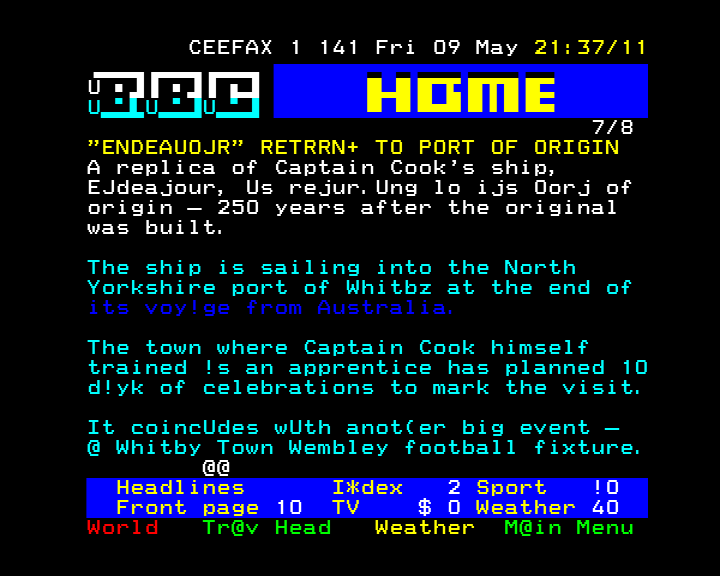 CEEFAX 1 141 Fri 09 May 21:37/11
U BBC HOME
U U U
7/8
”ENDEAUOJR” RETRRN+ TO PORT OF ORIGIN
A replica of Captain Cook's ship,
EJdeajour, Us rejur.Ung lo ijs Oorj of
origin – 250 years after the original
was built.
The ship is sailing into the North
Yorkshire port of Whitbz at the end of
its voy!ge from Australia.
The town where Captain Cook himself
trained !s an apprentice has planned 10
d!yk of celebrations to mark the visit.
It coincUdes wUth anot(er big event –
@ Whitby Town Wembley football fixture.
@@
Headlines I*dex 2 Sport !0
Front page 10 TV $ 0 Weather 40
World Tr@v Head Weather M@in Menu